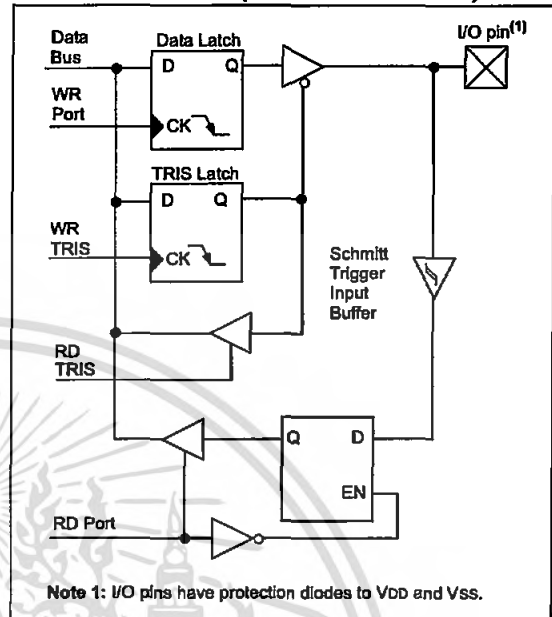 Data
Bus
Data Latch
I/O pin(1)
D Q
WR
Port
CK
TRIS Latch
D Q
WR
TRIS
CK
Schmitt
Trigger
Input
Buffer
RD
TRIS
Q D
EN
RD Port
Note 1: I/O pins have protection diodes to VDD and VSS.